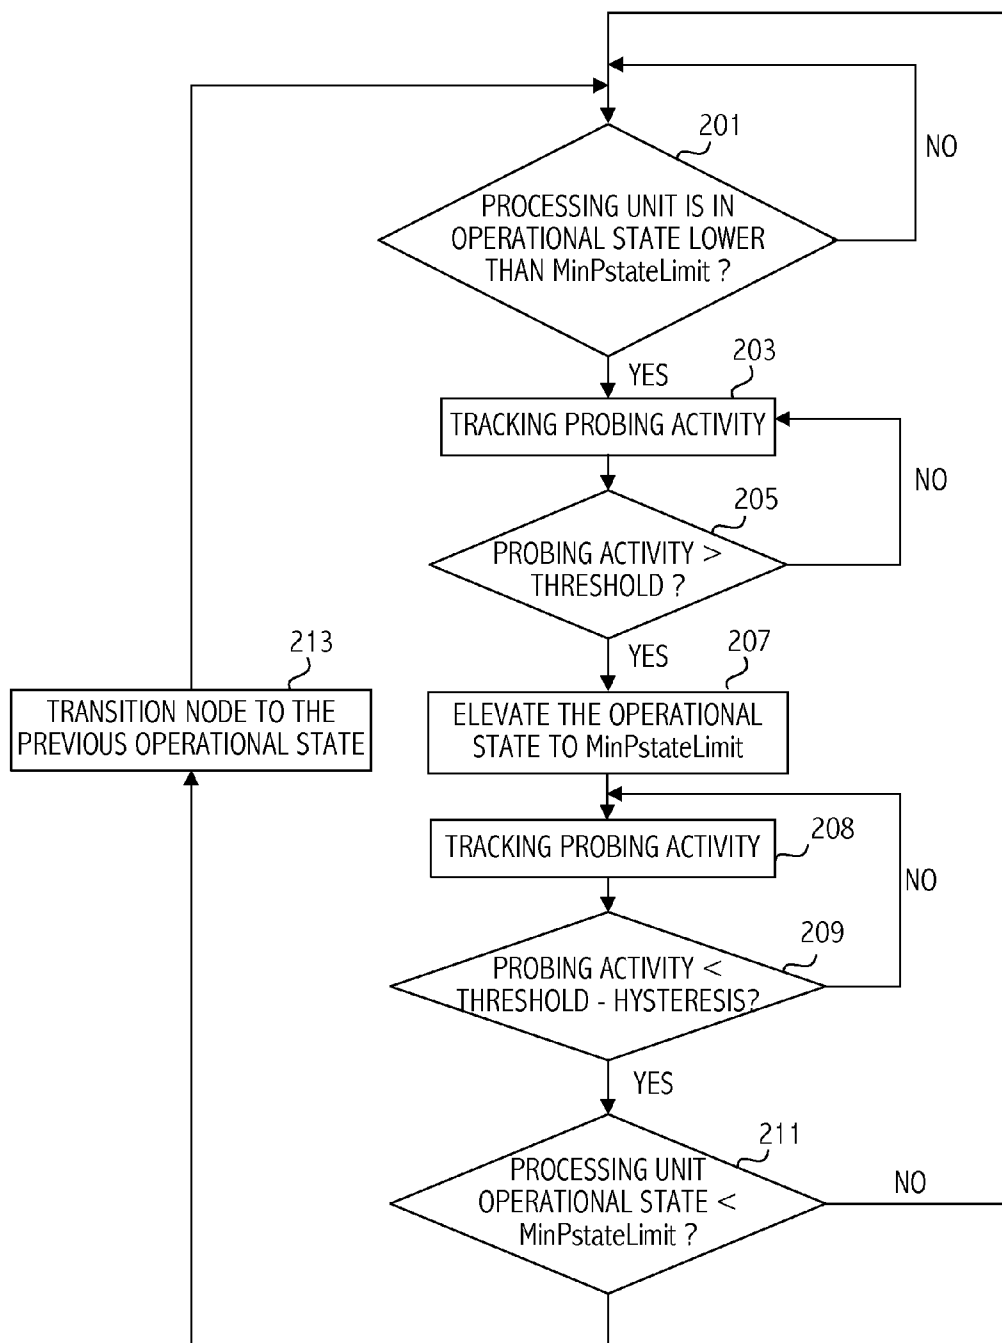 201
NO
PROCESSING UNIT IS IN
OPERATIONAL STATE LOWER
THAN MinPstateLimit ?
YES
203
TRACKING PROBING ACTIVITY
NO
205
PROBING ACTIVITY >
THRESHOLD ?
YES
207
213
TRANSITION NODE TO THE
PREVIOUS OPERATIONAL STATE
ELEVATE THE OPERATIONAL
STATE TO MinPstateLimit
TRACKING PROBING ACTIVITY
208
NO
209
PROBING ACTIVITY <
THRESHOLD - HYSTERESIS?
YES
211
PROCESSING UNIT
OPERATIONAL STATE <
MinPstateLimit ?
NO